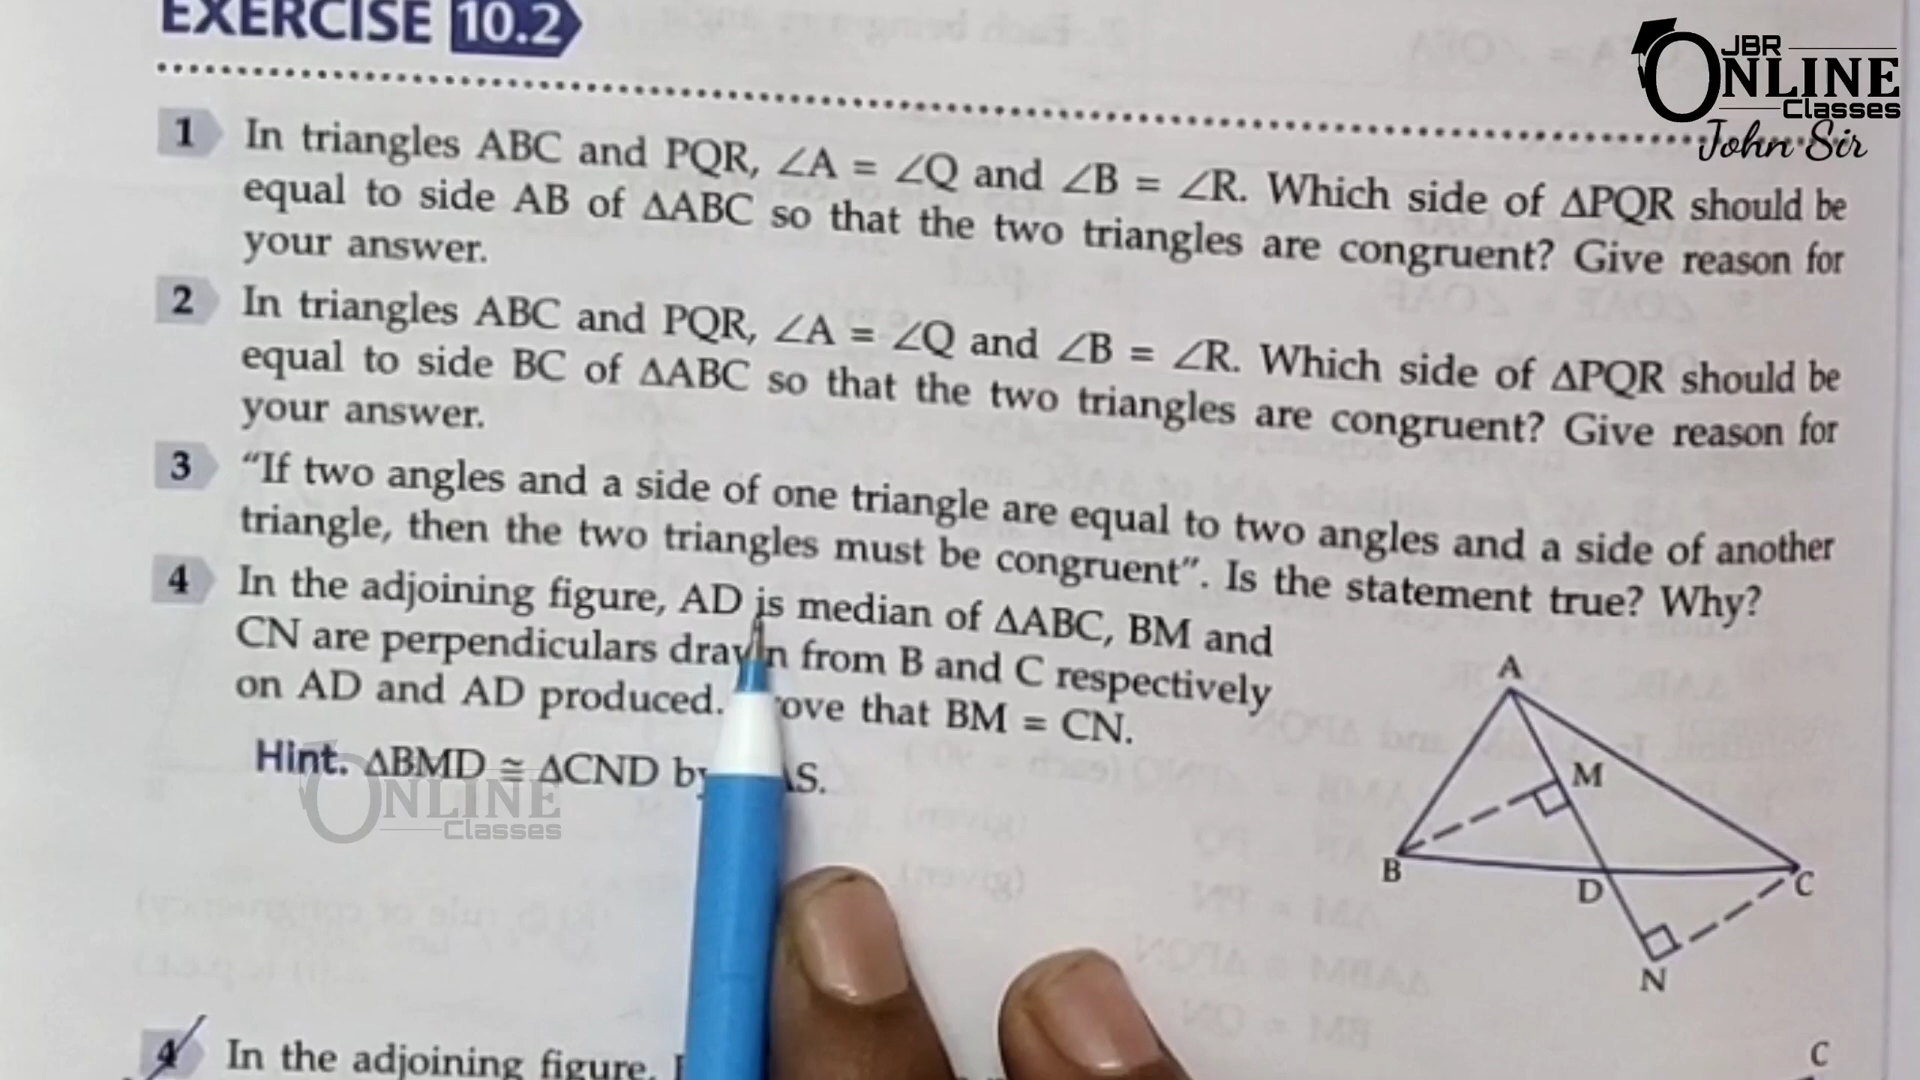 EXERCISE 10.2
JBR
ONLINE
Classes
John Sir
1 In triangles ABC and PQR, ∠A = ∠Q and ∠B = ∠R. Which side of ΔPQR should be
equal to side AB of ΔABC so that the two triangles are congruent? Give reason for
your answer.
2 In triangles ABC and PQR, ∠A = ∠Q and ∠B = ∠R. Which side of ΔPQR should be
equal to side BC of ΔABC so that the two triangles are congruent? Give reason for
your answer.
3 “If two angles and a side of one triangle are equal to two angles and a side of another
triangle, then the two triangles must be congruent”. Is the statement true? Why?
4 In the adjoining figure, AD is median of ΔABC, BM and
CN are perpendiculars drawn from B and C respectively
on AD and AD produced. Prove that BM = CN.
Hint. ΔBMD ≅ ΔCND by
ONLINE
Classes
A
M
B
D
C
N
4 In the adjoining figure,
C